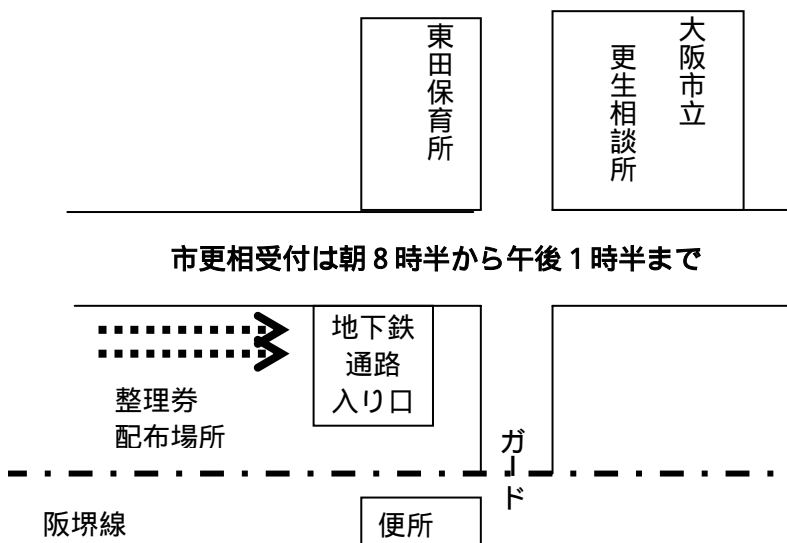 東田保育所
大阪市立
更生相談所
市更相受付は朝８時半から午後１時半まで
地下鉄
通路
入り口
整理券
配布場所
ガード
阪堺線
便所